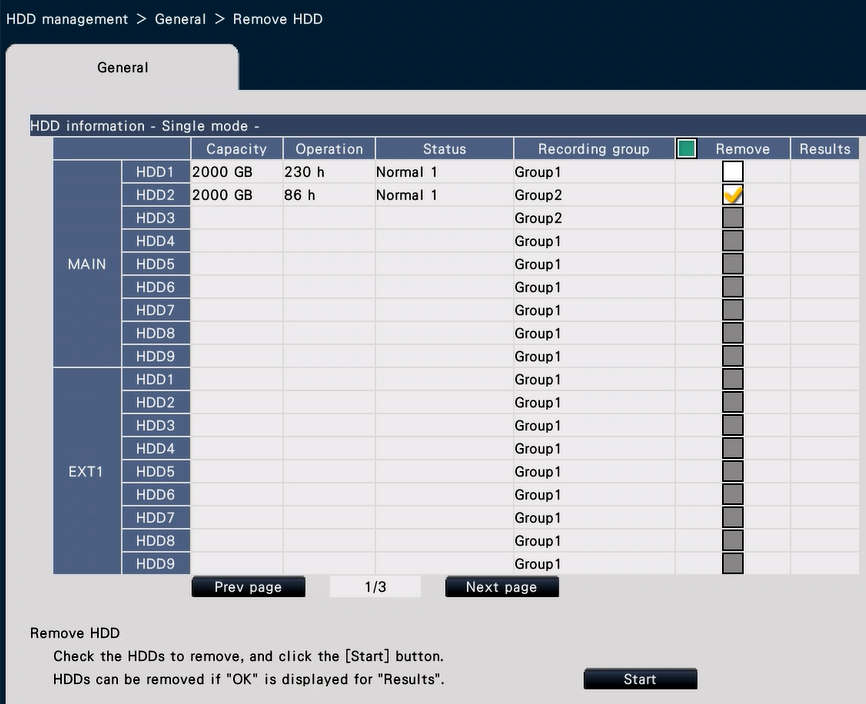 HDD management > General > Remove HDD
General
HDD information - Single mode -
Capacity Operation Status Recording group Remove Results
MAIN
HDD1 2000 GB 230 h Normal 1 Group1
HDD2 2000 GB 86 h Normal 1 Group2
HDD3 Group2
HDD4 Group1
HDD5 Group1
HDD6 Group1
HDD7 Group1
HDD8 Group1
HDD9 Group1
EXT1
HDD1 Group1
HDD2 Group1
HDD3 Group1
HDD4 Group1
HDD5 Group1
HDD6 Group1
HDD7 Group1
HDD8 Group1
HDD9 Group1
Prev page 1/3 Next page
Remove HDD
Check the HDDs to remove, and click the [Start] button.
HDDs can be removed if "OK" is displayed for "Results". Start